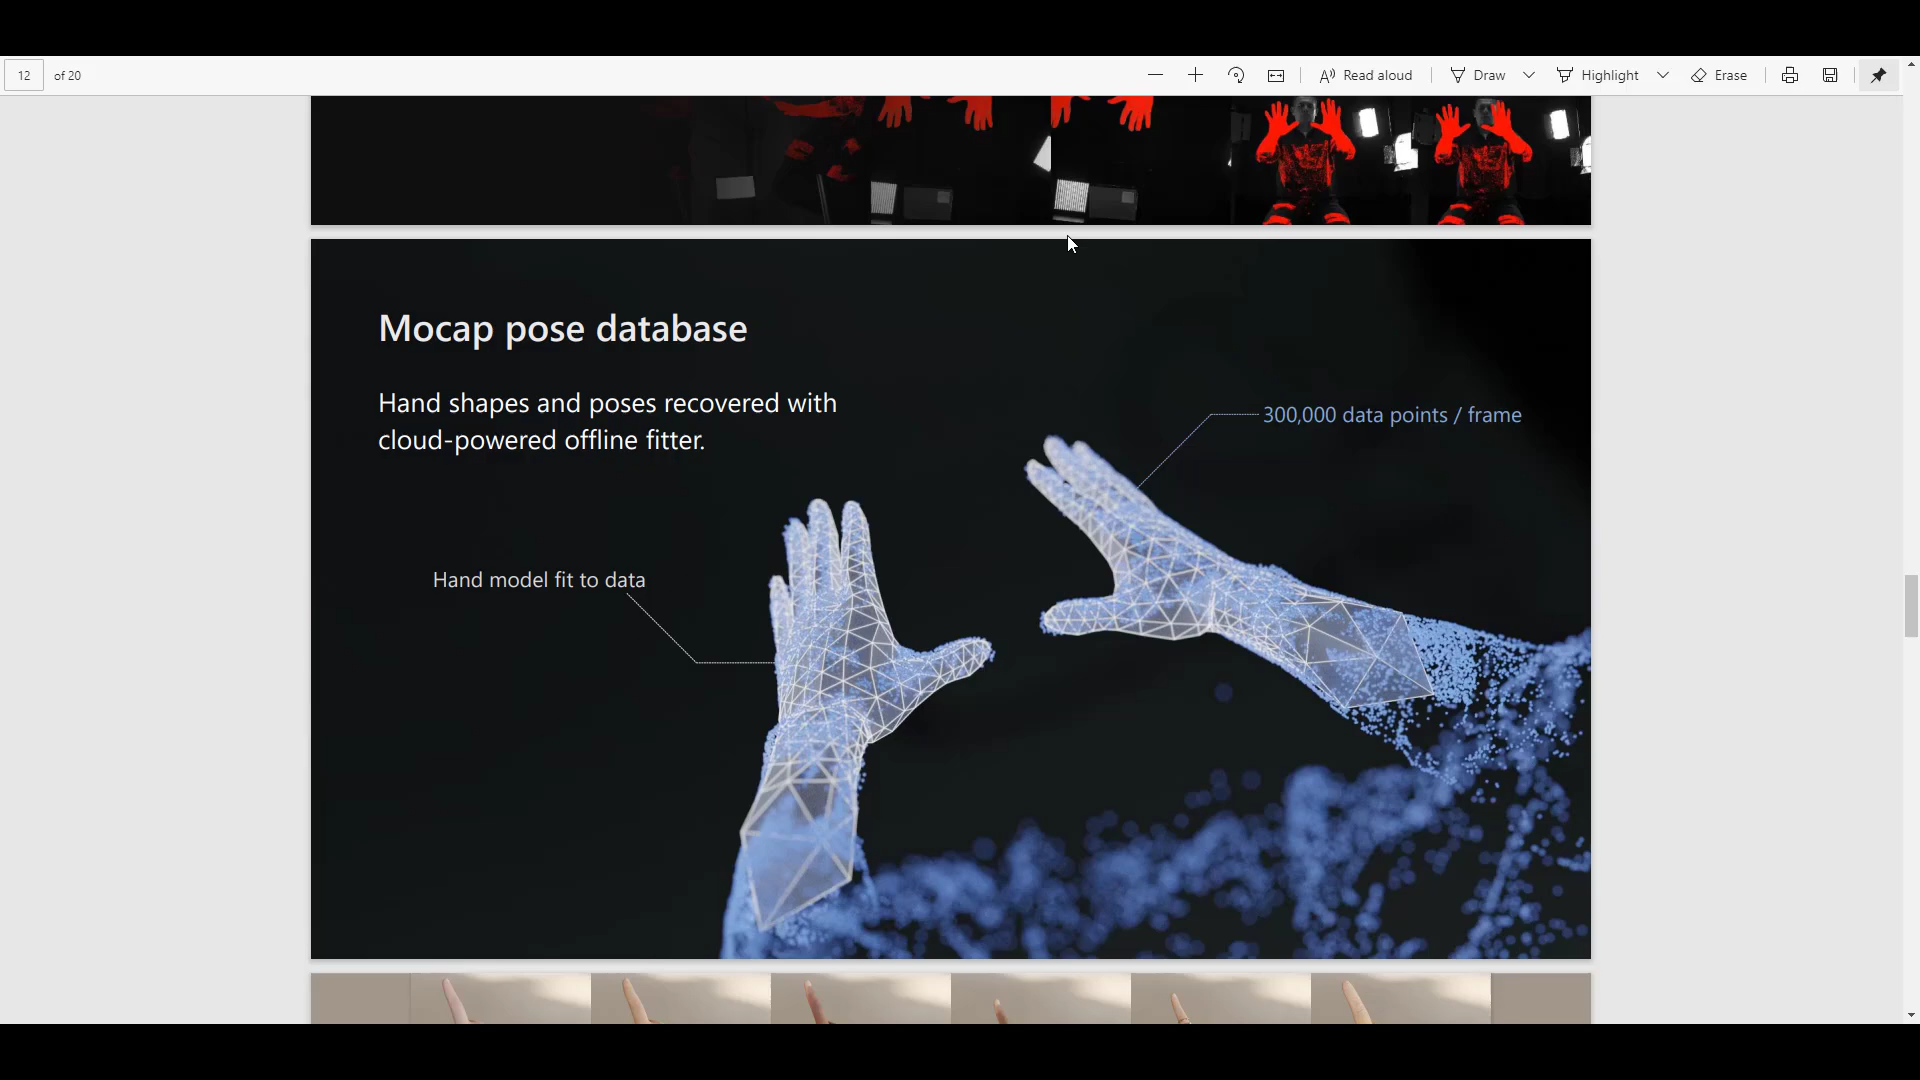 12 of 20 Read aloud Draw Highlight Erase
Mocap pose database
Hand shapes and poses recovered with
cloud-powered offline fitter.
300,000 data points / frame
Hand model fit to data